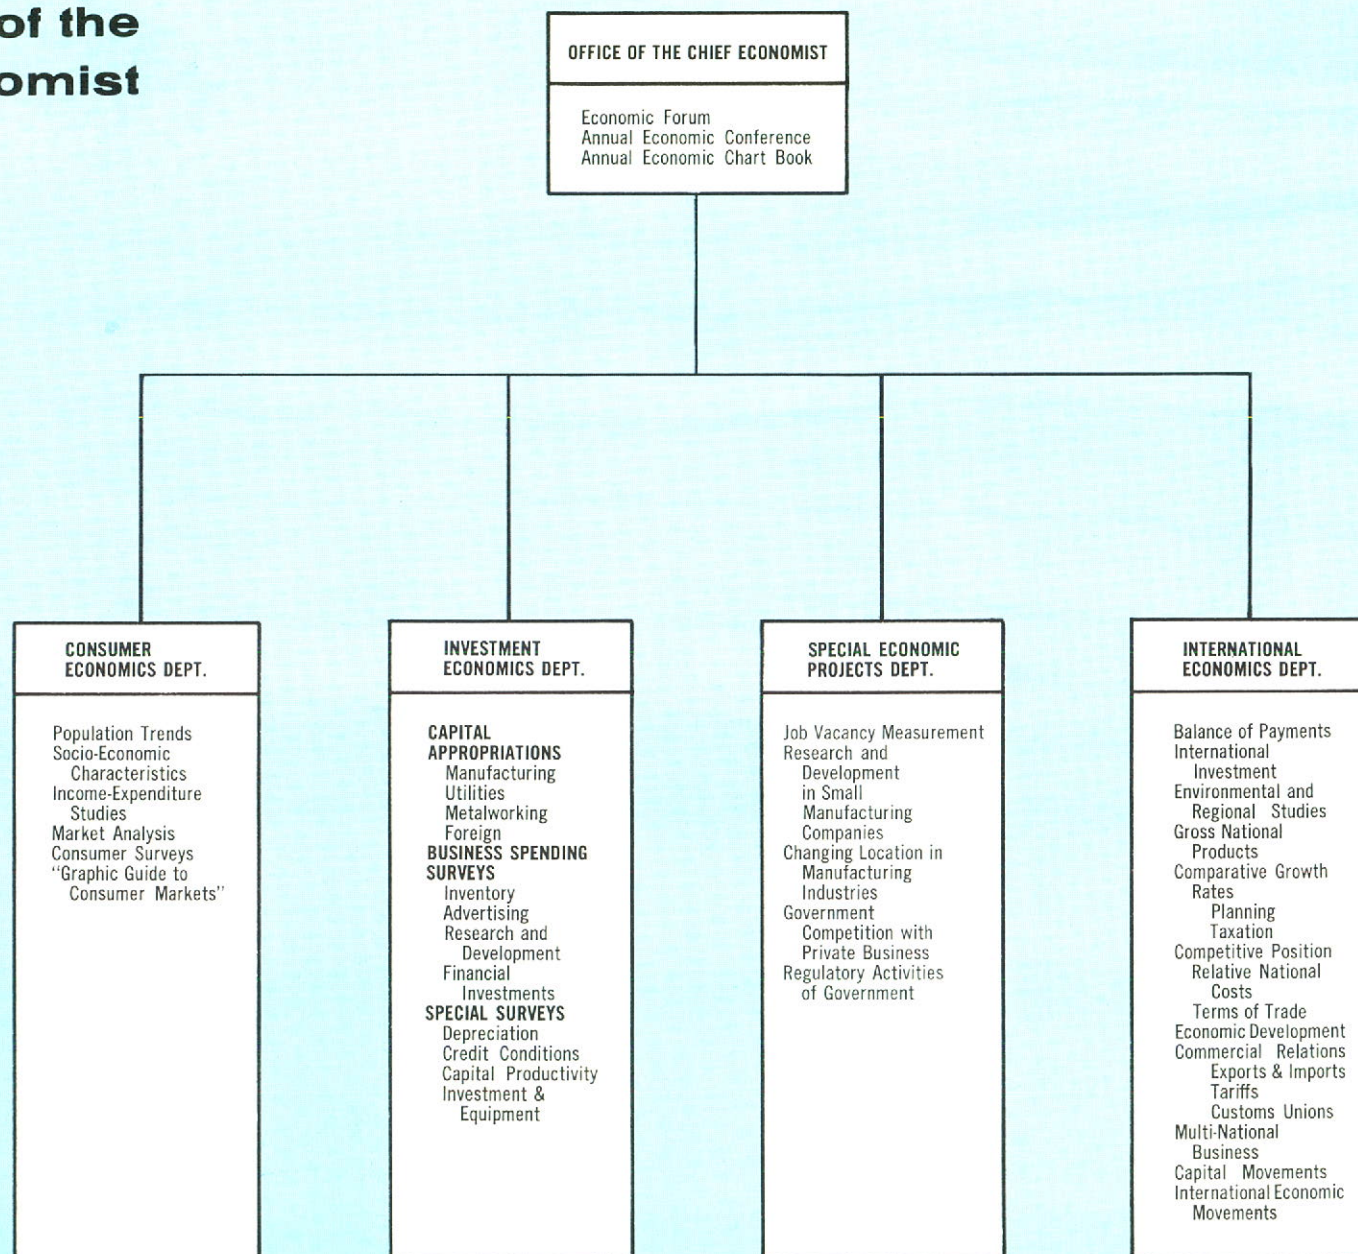 of the
omist
OFFICE OF THE CHIEF ECONOMIST
Economic Forum
Annual Economic Conference
Annual Economic Chart Book
CONSUMER
ECONOMICS DEPT.
Population Trends
Socio-Economic
Characteristics
Income-Expenditure
Studies
Market Analysis
Consumer Surveys
"Graphic Guide to
Consumer Markets"
INVESTMENT
ECONOMICS DEPT.
CAPITAL
APPROPRIATIONS
Manufacturing
Utilities
Metalworking
Foreign
BUSINESS SPENDING
SURVEYS
Inventory
Advertising
Research and
Development
Financial
Investments
SPECIAL SURVEYS
Depreciation
Credit Conditions
Capital Productivity
Investment &
Equipment
SPECIAL ECONOMIC
PROJECTS DEPT.
Job Vacancy Measurement
Research and
Development
in Small
Manufacturing
Companies
Changing Location in
Manufacturing
Industries
Government
Competition with
Private Business
Regulatory Activities
of Government
INTERNATIONAL
ECONOMICS DEPT.
Balance of Payments
International
Investment
Environmental and
Regional Studies
Gross National
Products
Comparative Growth
Rates
Planning
Taxation
Competitive Position
Relative National
Costs
Terms of Trade
Economic Development
Commercial Relations
Exports & Imports
Tariffs
Customs Unions
Multi-National
Business
Capital Movements
International Economic
Movements